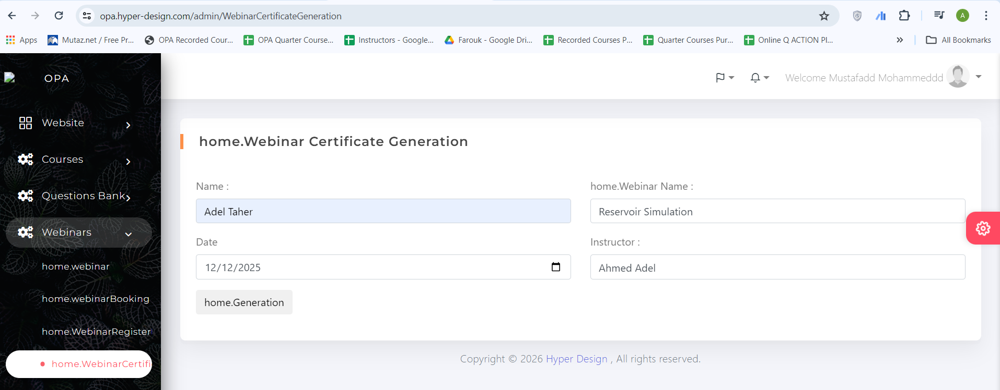 opa.hyper-design.com/admin/WebinarCertificateGeneration
A
Apps
Mutaz.net / Free Pr...
OPA Recorded Cour...
OPA Quarter Course...
Instructors - Google...
Farouk - Google Dri...
Recorded Courses P...
Quarter Courses Pur...
Online Q ACTION Pl...
All Bookmarks
OPA
Welcome Mustafadd Mohammeddd
Website
Courses
Questions Bank
Webinars
home.webinar
home.webinarBooking
home.WebinarRegister
home.WebinarCertifi
home.Webinar Certificate Generation
Name :
Adel Taher
home.Webinar Name :
Reservoir Simulation
Date
12/12/2025
Instructor :
Ahmed Adel
home.Generation
Copyright © 2026 Hyper Design , All rights reserved.